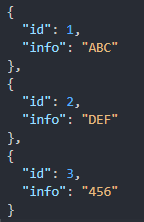 {
  "id": 1,
  "info": "ABC"
},
{
  "id": 2,
  "info": "DEF"
},
{
  "id": 3,
  "info": "456"
}